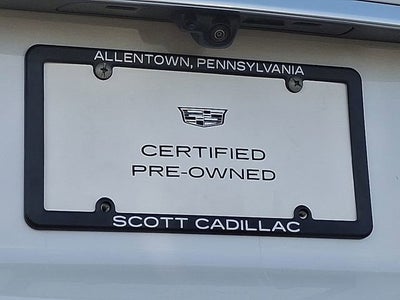 ALLENTOWN, PENNSYLVANIA
CERTIFIED
PRE-OWNED
SCOTT CADILLAC